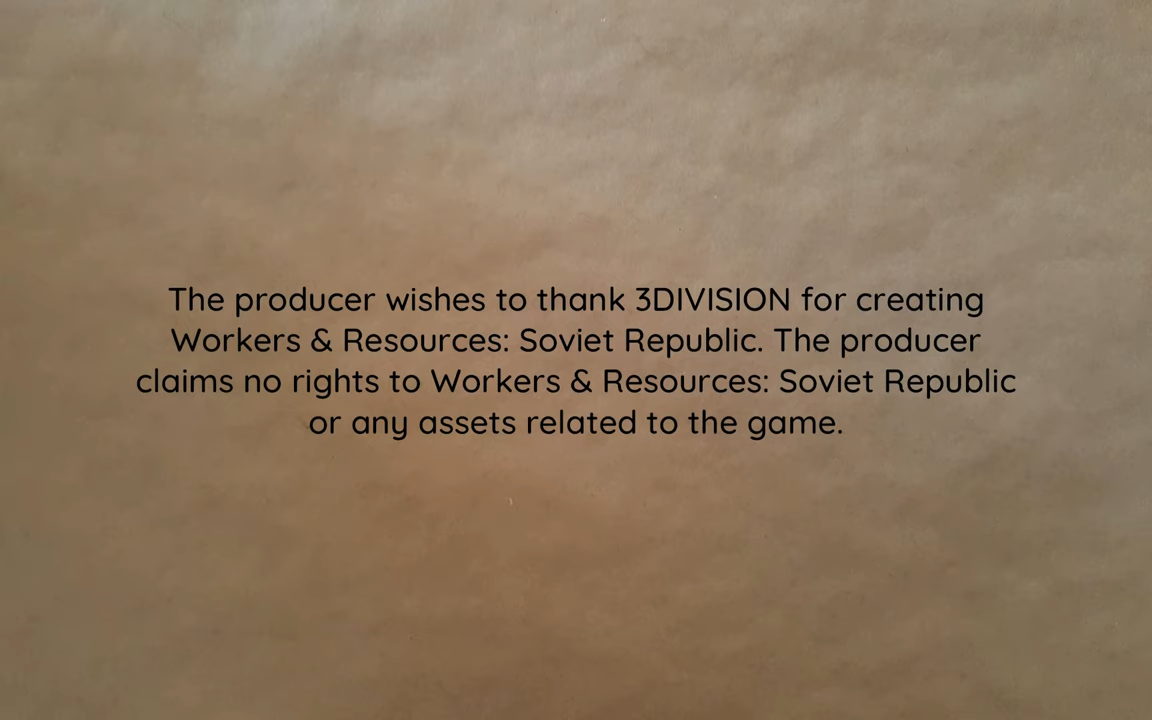 The producer wishes to thank 3DIVISION for creating
Workers & Resources: Soviet Republic. The producer
claims no rights to Workers & Resources: Soviet Republic
or any assets related to the game.